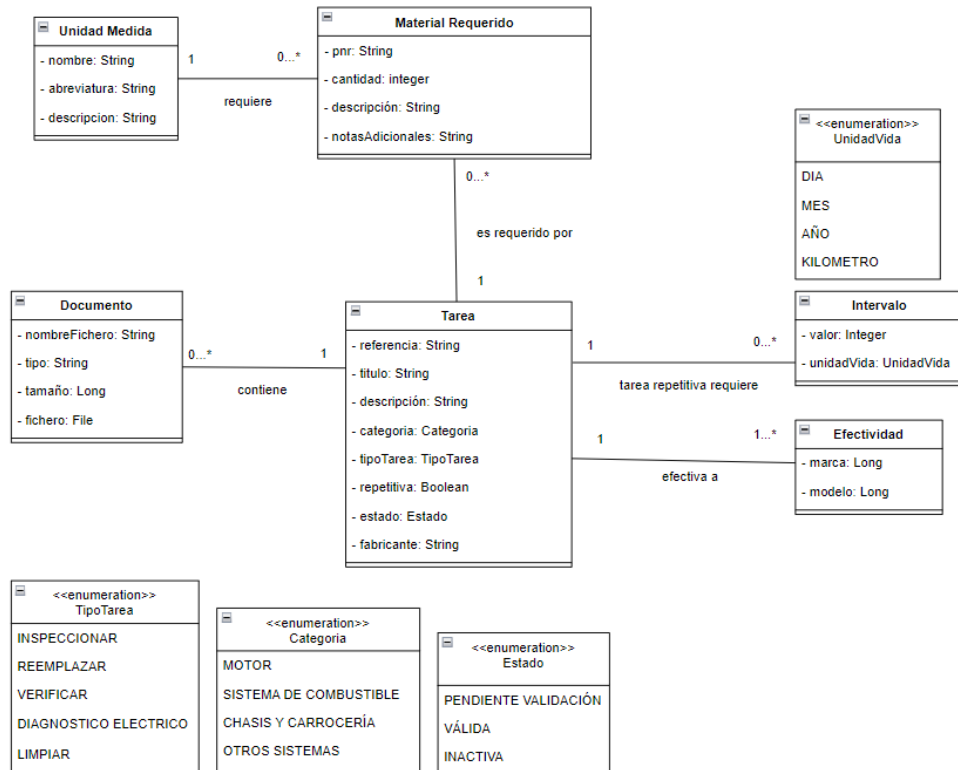 Unidad Medida
- nombre: String
- abreviatura: String
- descripcion: String
1
0...*
requiere
Material Requerido
- pnr: String
- cantidad: integer
- descripción: String
- notasAdicionales: String
0...*
es requerido por
1
<<enumeration>>
UnidadVida
DIA
MES
AÑO
KILOMETRO
Documento
- nombreFichero: String
- tipo: String
- tamaño: Long
- fichero: File
0...*
1
contiene
Tarea
- referencia: String
- titulo: String
- descripción: String
- categoria: Categoria
- tipoTarea: TipoTarea
- repetitiva: Boolean
- estado: Estado
- fabricante: String
1
0...*
tarea repetitiva requiere
Intervalo
- valor: Integer
- unidadVida: UnidadVida
1
1...*
efectiva a
Efectividad
- marca: Long
- modelo: Long
<<enumeration>>
TipoTarea
INSPECCIONAR
REEMPLAZAR
VERIFICAR
DIAGNOSTICO ELECTRICO
LIMPIAR
<<enumeration>>
Categoria
MOTOR
SISTEMA DE COMBUSTIBLE
CHASIS Y CARROCERÍA
OTROS SISTEMAS
<<enumeration>>
Estado
PENDIENTE VALIDACIÓN
VÁLIDA
INACTIVA